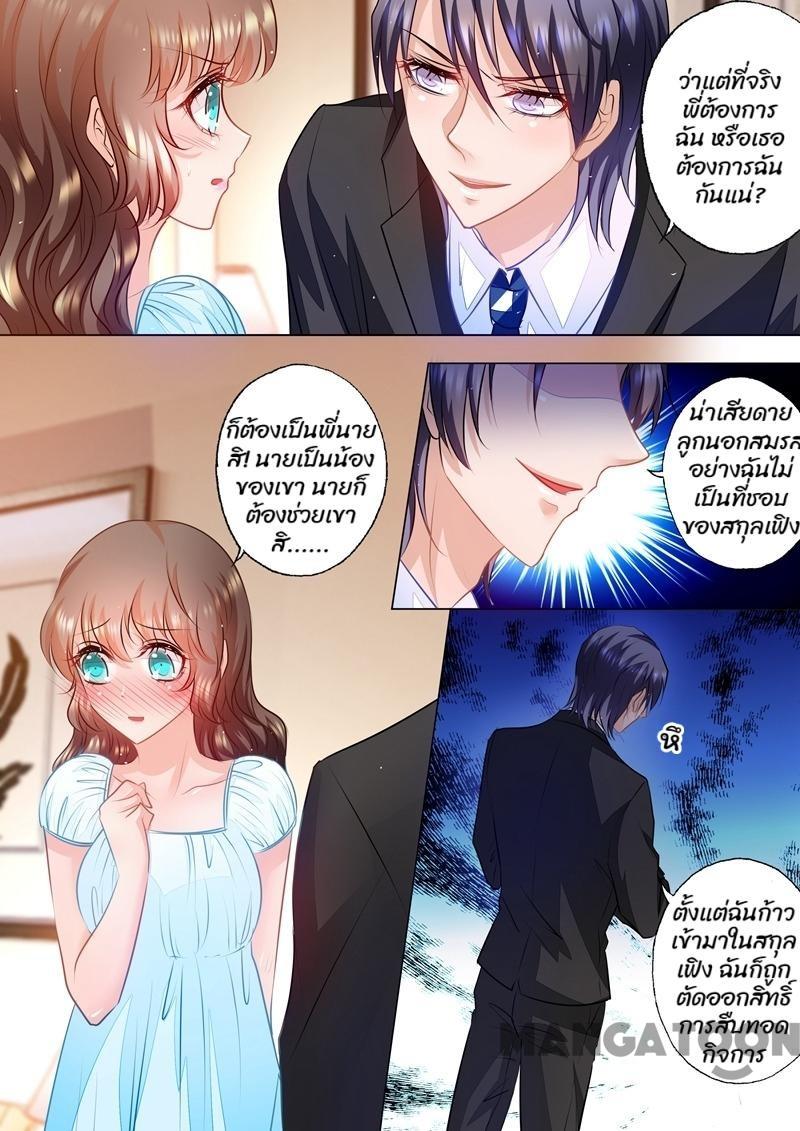 ว่าแต่ที่จริง
พี่ต้องการ
ฉัน หรือเธอ
ต้องการฉัน
กันแน่?
ก็ต้องเป็นพี่นาย
สิ! นายเป็นน้อง
ของเขา นายก็
ต้องช่วยเขา
สิ......
น่าเสียดาย
ลูกนอกสมรส
อย่างฉันไม่
เป็นที่ชอบ
ของสกุลเฟิง
หึ
ตั้งแต่ฉันก้าว
เข้ามาในสกุล
เฟิง ฉันก็ถูก
ตัดออกสิทธิ์
การสืบทอด
กิจการ
MANGATOON